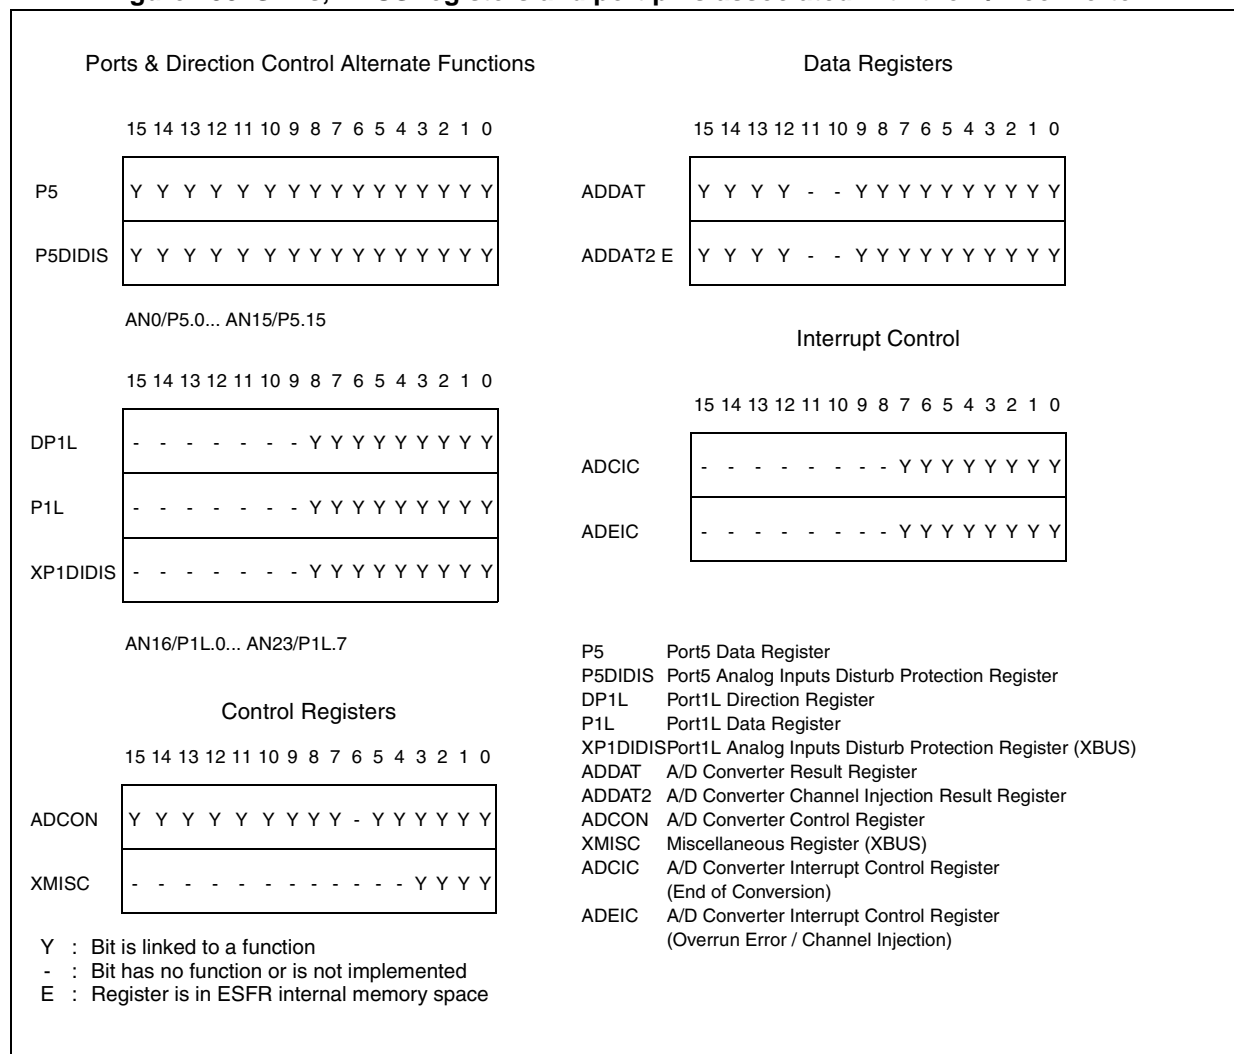 registers and port pins associated with the
Ports & Direction Control Alternate Functions
15 14 13 12 11 10 9 8 7 6 5 4 3 2 1 0
P5 Y Y Y Y Y Y Y Y Y Y Y Y Y Y Y Y
P5DIDIS Y Y Y Y Y Y Y Y Y Y Y Y Y Y Y Y
AN0/P5.0... AN15/P5.15
15 14 13 12 11 10 9 8 7 6 5 4 3 2 1 0
DP1L - - - - - - - Y Y Y Y Y Y Y Y Y
P1L - - - - - - - Y Y Y Y Y Y Y Y Y
XP1DIDIS - - - - - - - Y Y Y Y Y Y Y Y Y
AN16/P1L.0... AN23/P1L.7
Control Registers
15 14 13 12 11 10 9 8 7 6 5 4 3 2 1 0
ADCON Y Y Y Y Y Y Y Y Y - Y Y Y Y Y Y
XMISC - - - - - - - - - - - - Y Y Y Y
Y : Bit is linked to a function
- : Bit has no function or is not implemented
E : Register is in ESFR internal memory space
Data Registers
15 14 13 12 11 10 9 8 7 6 5 4 3 2 1 0
ADDAT Y Y Y Y - - Y Y Y Y Y Y Y Y Y Y
ADDAT2 E Y Y Y Y - - Y Y Y Y Y Y Y Y Y Y
Interrupt Control
15 14 13 12 11 10 9 8 7 6 5 4 3 2 1 0
ADCIC - - - - - - - - Y Y Y Y Y Y Y Y
ADEIC - - - - - - - - Y Y Y Y Y Y Y Y
P5 Port5 Data Register
P5DIDIS Port5 Analog Inputs Disturb Protection Register
DP1L Port1L Direction Register
P1L Port1L Data Register
XP1DIDISPort1L Analog Inputs Disturb Protection Register (XBUS)
ADDAT A/D Converter Result Register
ADDAT2 A/D Converter Channel Injection Result Register
ADCON A/D Converter Control Register
XMISC Miscellaneous Register (XBUS)
ADCIC A/D Converter Interrupt Control Register
(End of Conversion)
ADEIC A/D Converter Interrupt Control Register
(Overrun Error / Channel Injection)